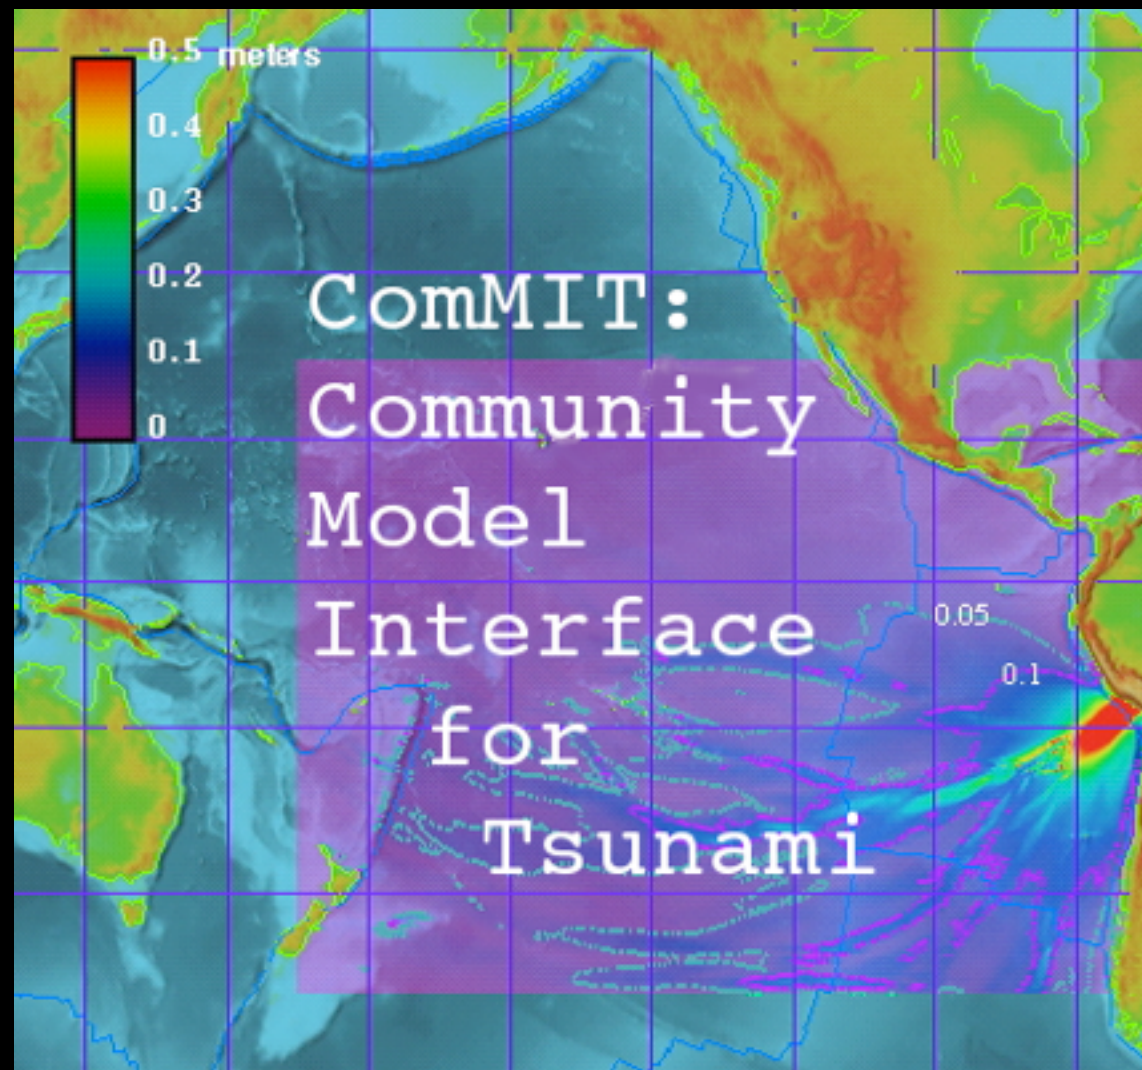 0.5 meters
0.4
0.3
0.2
0.1
0
ComMIT:
Community
Model
Interface
for
Tsunami
0.05
0.1